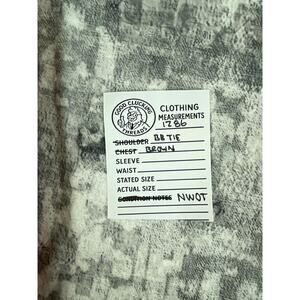 GOOD CLUCKING
THREADS
CLOTHING
MEASUREMENTS
1286
SHOULDER BB TIE
CHEST BROWN
SLEEVE
WAIST
STATED SIZE
ACTUAL SIZE
CONDITION NOTES NWOT